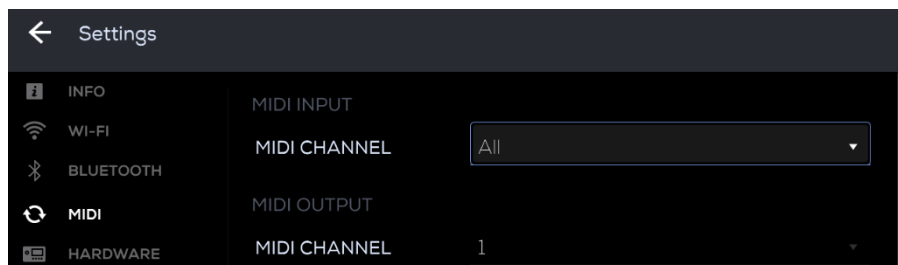 Settings
INFO
WI-FI
BLUETOOTH
MIDI
HARDWARE
MIDI INPUT
MIDI CHANNEL All
MIDI OUTPUT
MIDI CHANNEL 1